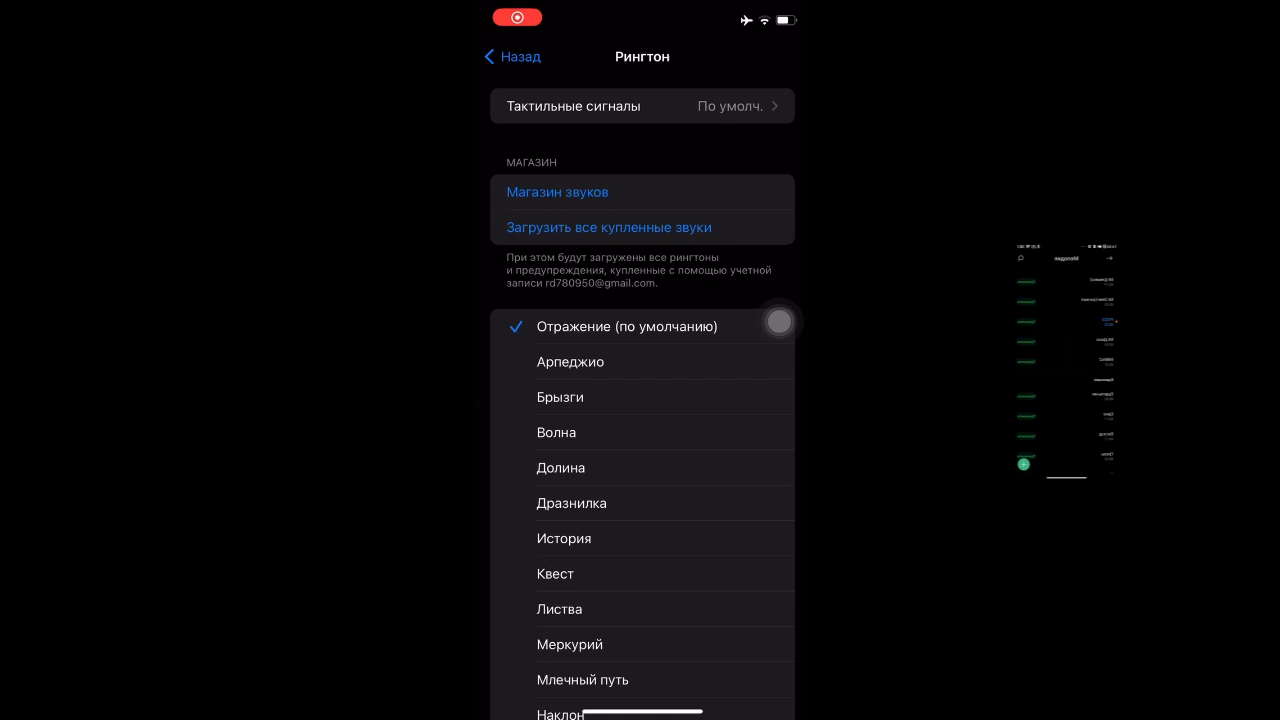 Назад
Рингтон
Тактильные сигналы
По умолч.
МАГАЗИН
Магазин звуков
Загрузить все купленные звуки
При этом будут загружены все рингтоны
и предупреждения, купленные с помощью учетной
записи rd780950@gmail.com.
Отражение (по умолчанию)
Арпеджио
Брызги
Волна
Долина
Дразнилка
История
Квест
Листва
Меркурий
Млечный путь
Наклон